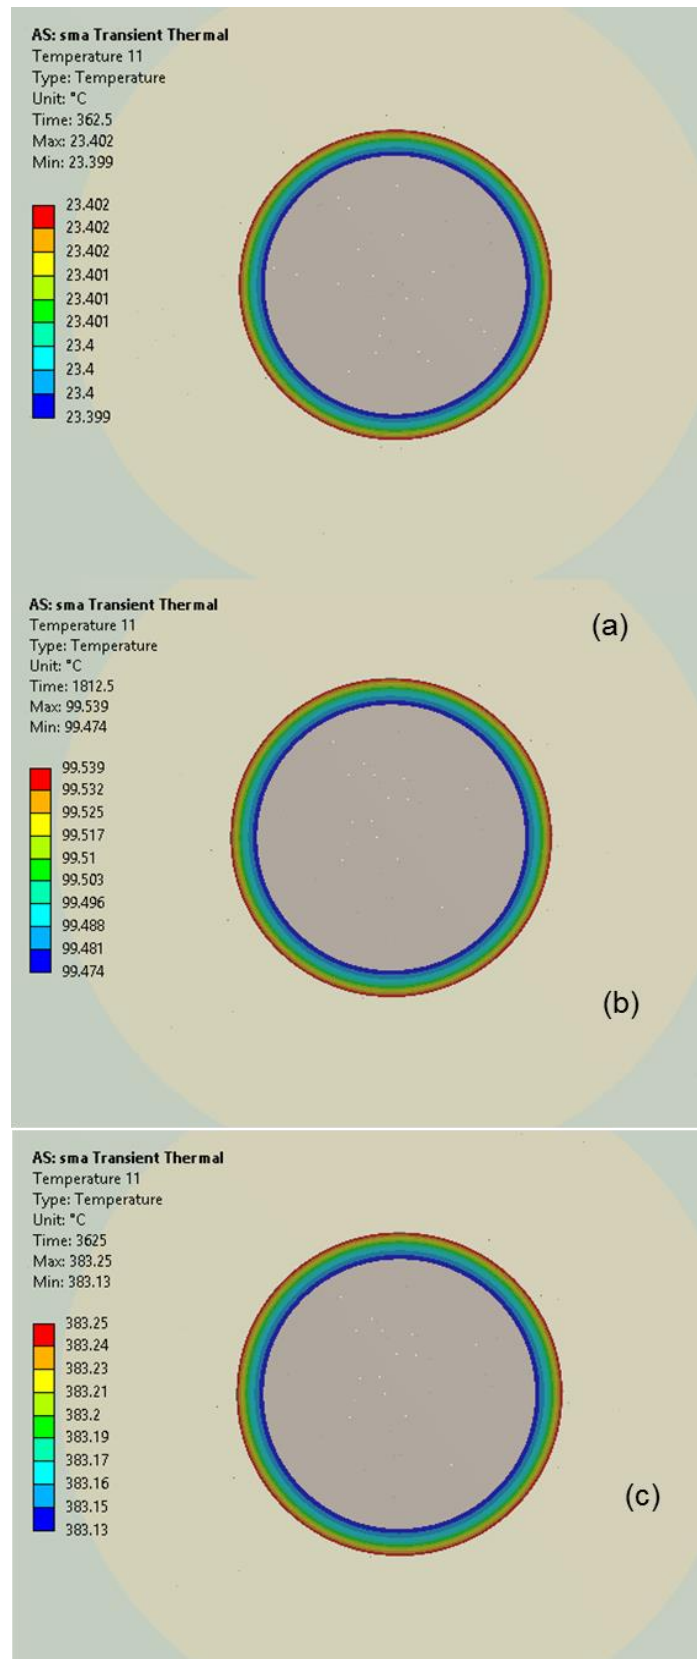 AS: sma Transient Thermal
Temperature 11
Type: Temperature
Unit: °C
Time: 362.5
Max: 23.402
Min: 23.399
23.402
23.402
23.402
23.401
23.401
23.401
23.4
23.4
23.4
23.399
(a)
AS: sma Transient Thermal
Temperature 11
Type: Temperature
Unit: °C
Time: 1812.5
Max: 99.539
Min: 99.474
99.539
99.532
99.525
99.517
99.51
99.503
99.496
99.488
99.481
99.474
(b)
AS: sma Transient Thermal
Temperature 11
Type: Temperature
Unit: °C
Time: 3625
Max: 383.25
Min: 383.13
383.25
383.24
383.23
383.21
383.2
383.19
383.17
383.16
383.15
383.13
(c)